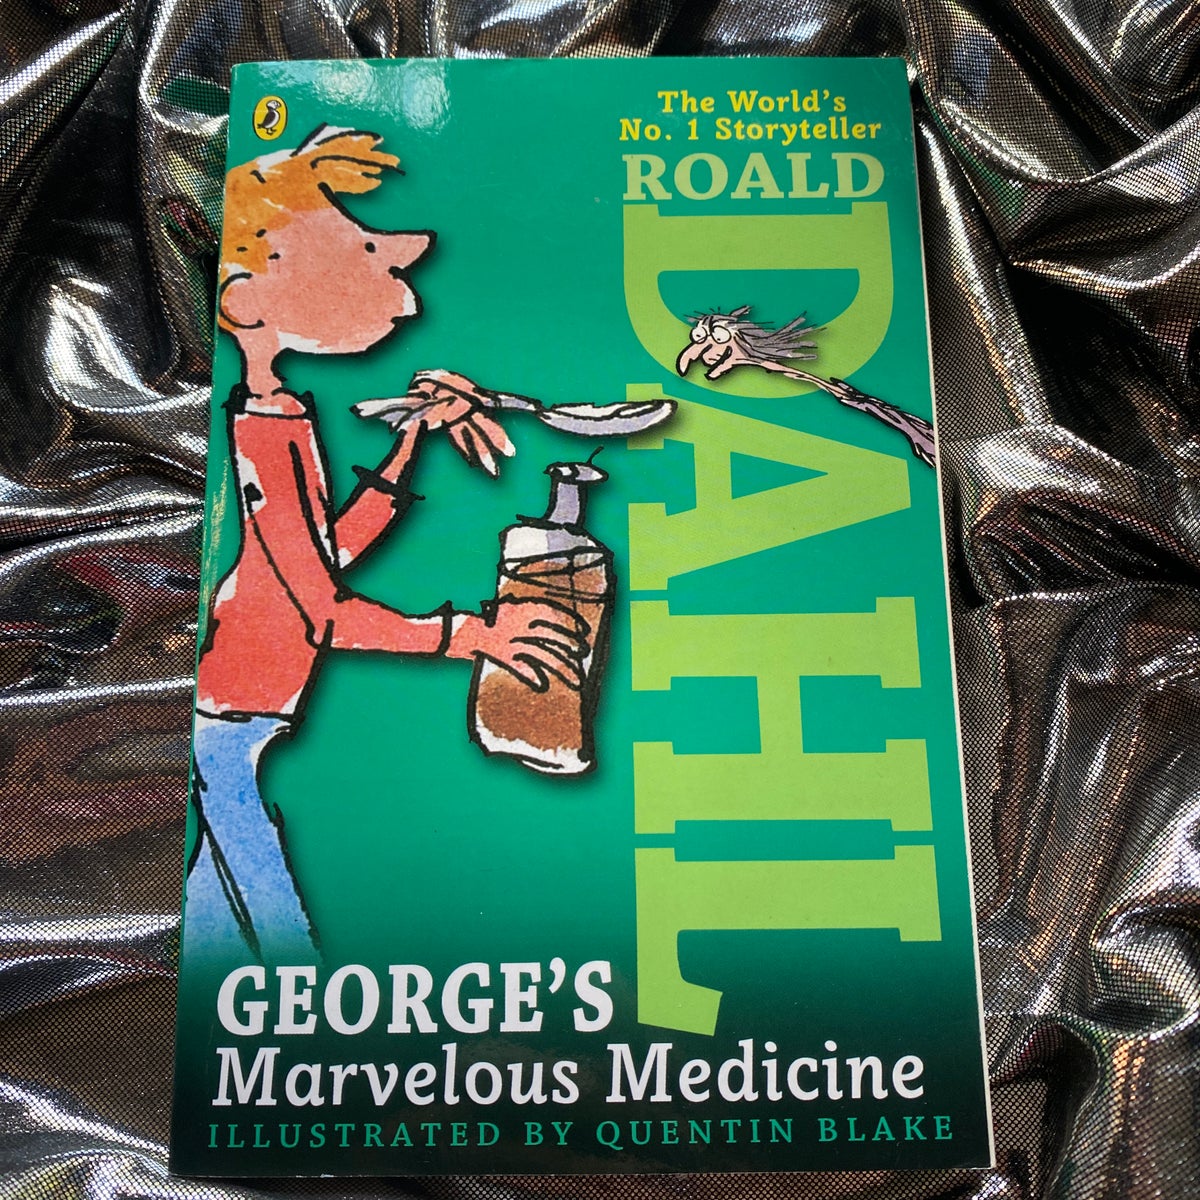 The World's
No. 1 Storyteller
ROALD
DAHL
GEORGE'S
Marvelous Medicine
ILLUSTRATED BY QUENTIN BLAKE